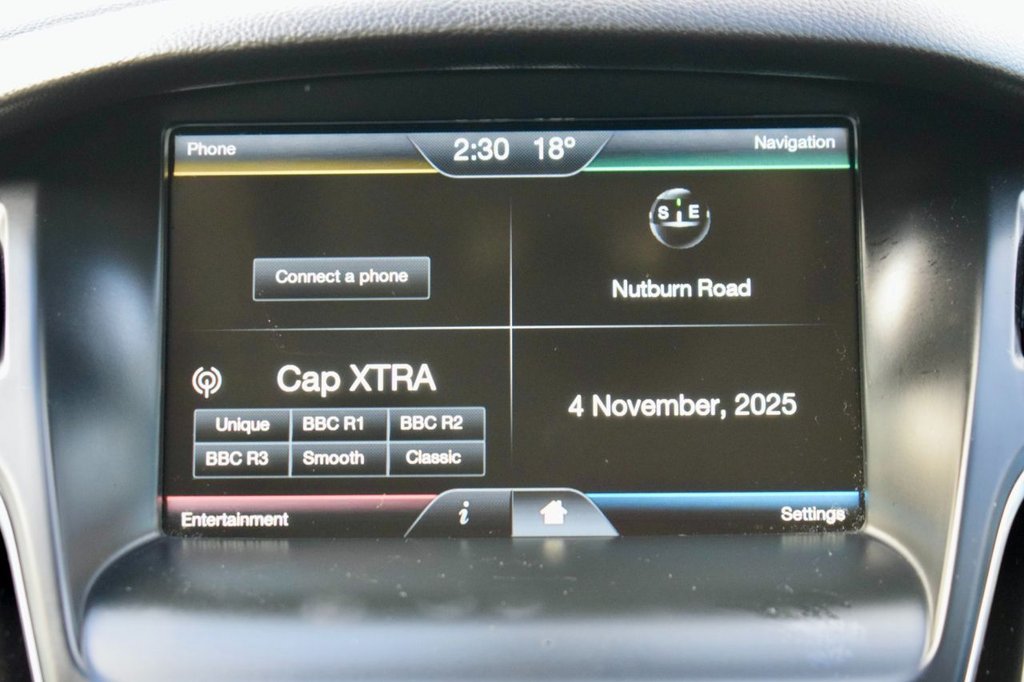 Phone 2:30 18° Navigation
S E
Connect a phone
Nutburn Road
Cap XTRA
Unique BBC R1 BBC R2
BBC R3 Smooth Classic
4 November, 2025
Entertainment i Settings